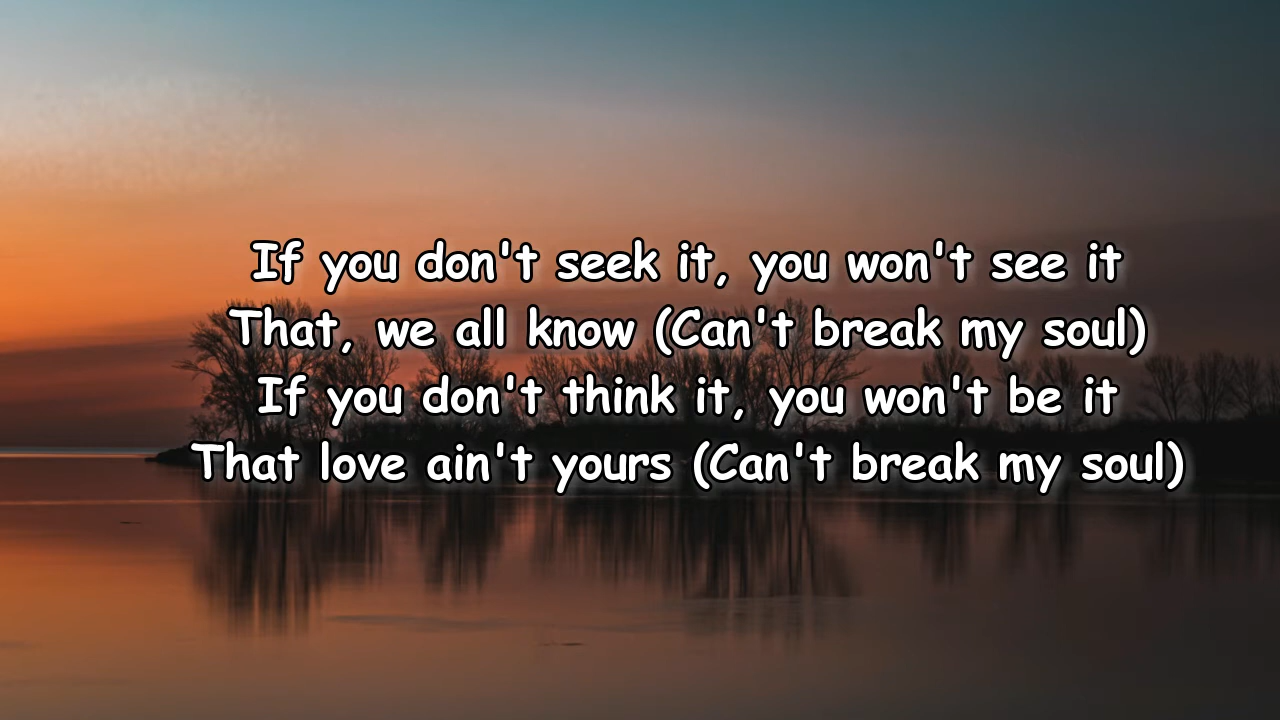 If you don't seek it, you won't see it
That, we all know (Can't break my soul)
If you don't think it, you won't be it
That love ain't yours (Can't break my soul)